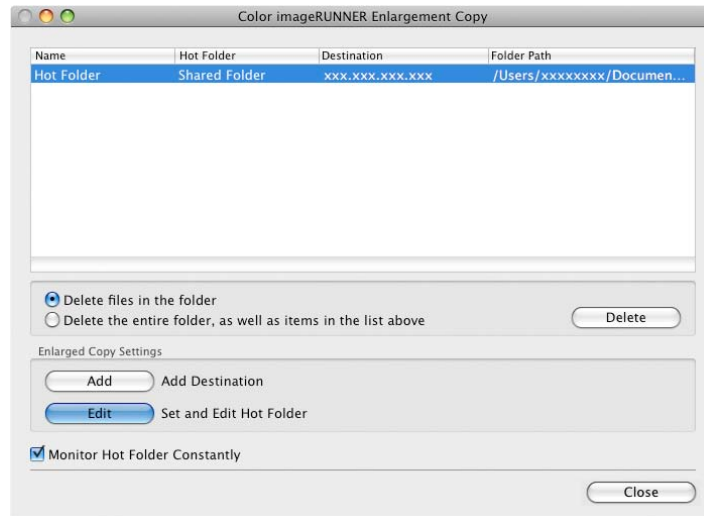 Color imageRUNNER Enlargement Copy
Name Hot Folder Destination Folder Path
Hot Folder Shared Folder xxx.xxx.xxx.xxx /Users/xxxxxxxx/Documen...
Delete files in the folder
Delete the entire folder, as well as items in the list above
Delete
Enlarged Copy Settings
Add Add Destination
Edit Set and Edit Hot Folder
Monitor Hot Folder Constantly
Close